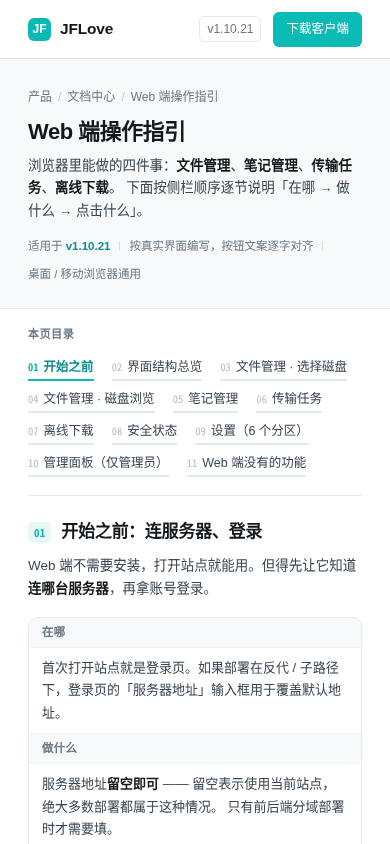 JF JFLove v1.10.21 下载客户端
产品 / 文档中心 / Web 端操作指引
Web 端操作指引
浏览器里能做的四件事：文件管理、笔记管理、传输任
务、离线下载。 下面按侧栏顺序逐节说明「在哪 → 做
什么 → 点击什么」。
适用于 v1.10.21 按真实界面编写，按钮文案逐字对齐
桌面 / 移动浏览器通用
本页目录
01 开始之前 02 界面结构总览 03 文件管理 · 选择磁盘
04 文件管理 · 磁盘浏览 05 笔记管理 06 传输任务
07 离线下载 08 安全状态 09 设置（6 个分区）
10 管理面板（仅管理员） 11 Web 端没有的功能
01 开始之前：连服务器、登录
Web 端不需要安装，打开站点就能用。但得先让它知道
连哪台服务器，再拿账号登录。
在哪
首次打开站点就是登录页。如果部署在反代 / 子路径
下，登录页的「服务器地址」输入框用于覆盖默认地
址。
做什么
服务器地址留空即可 —— 留空表示使用当前站点，
绝大多数部署都属于这种情况。 只有前后端分域部署
时才需要填。